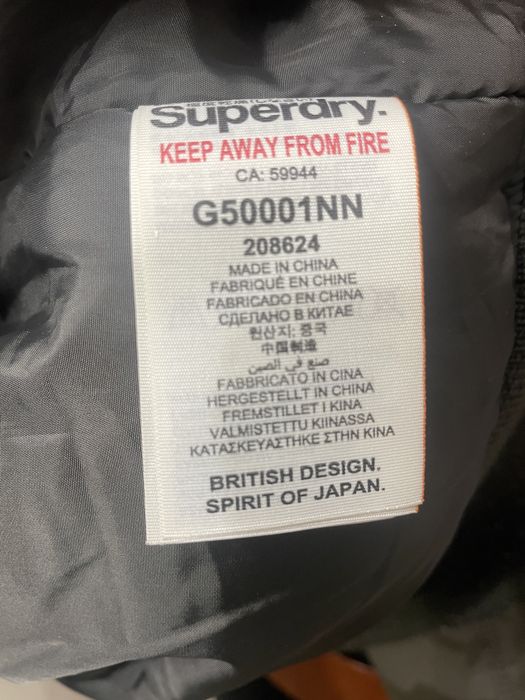 Superdry.
KEEP AWAY FROM FIRE
CA: 59944
G50001NN
208624
MADE IN CHINA
FABRIQUÉ EN CHINE
FABRICADO EN CHINA
СДЕЛАНО В КИТАЕ
원산지: 중국
中国制造
صنع في الصين
FABBRICATO IN CINA
HERGESTELLT IN CHINA
FREMSTILLET I KINA
VALMISTETTU KIINASSA
ΚΑΤΑΣΚΕΥΑΣΤΗΚΕ ΣΤΗΝ ΚΙΝΑ
BRITISH DESIGN.
SPIRIT OF JAPAN.